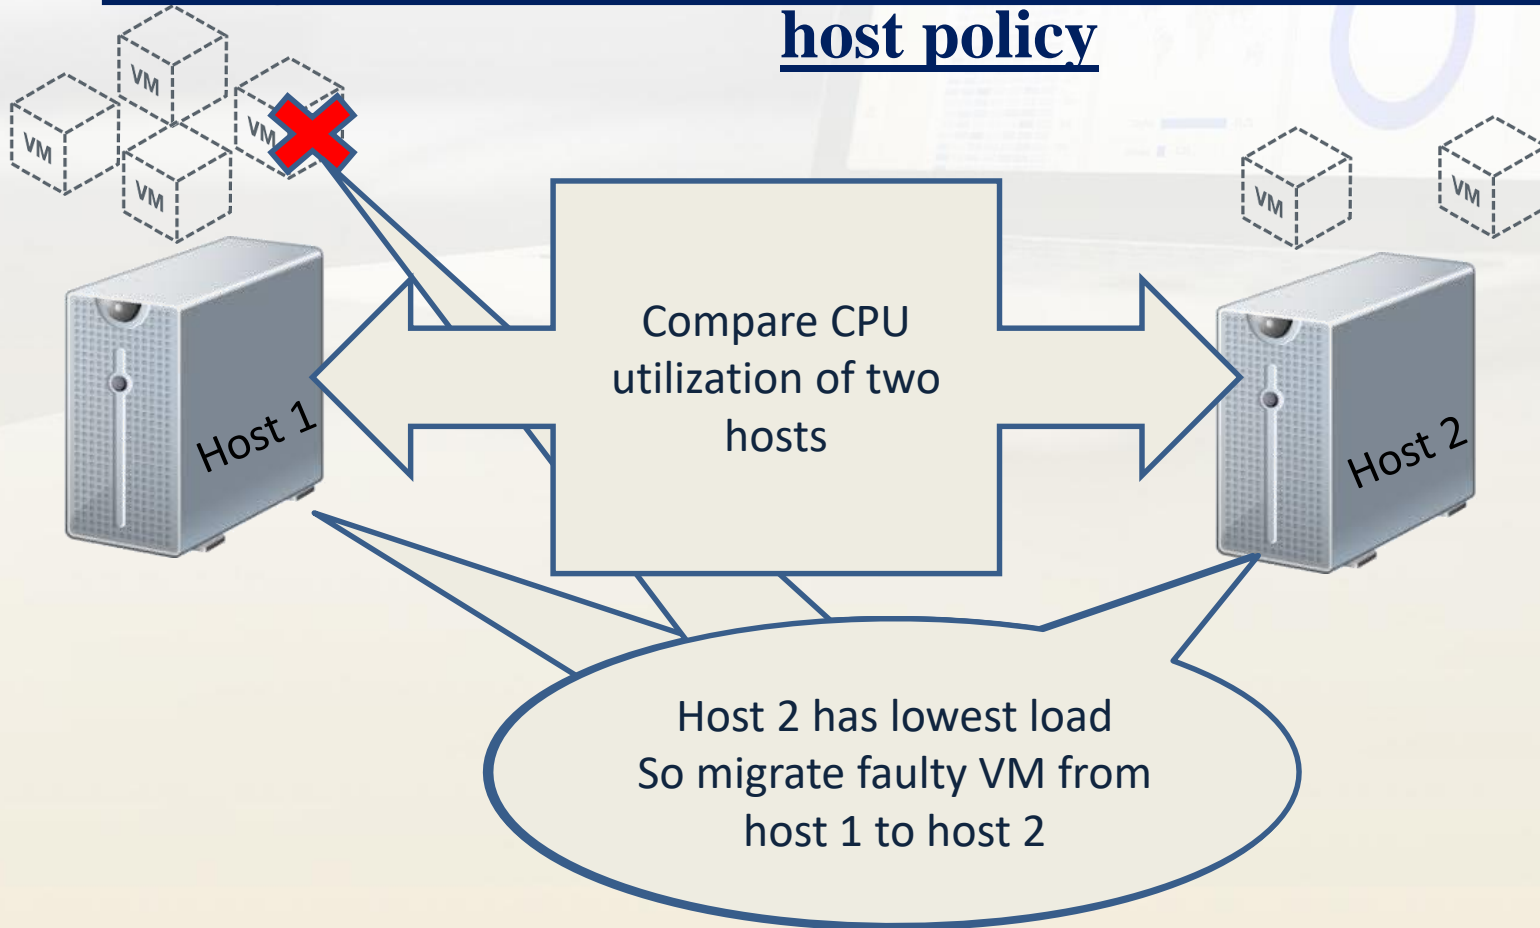 host policy
VM
VM
VM
VM
VM
VM
Compare CPU
utilization of two
hosts
Host 1
Host 2
Host 2 has lowest load
So migrate faulty VM from
host 1 to host 2